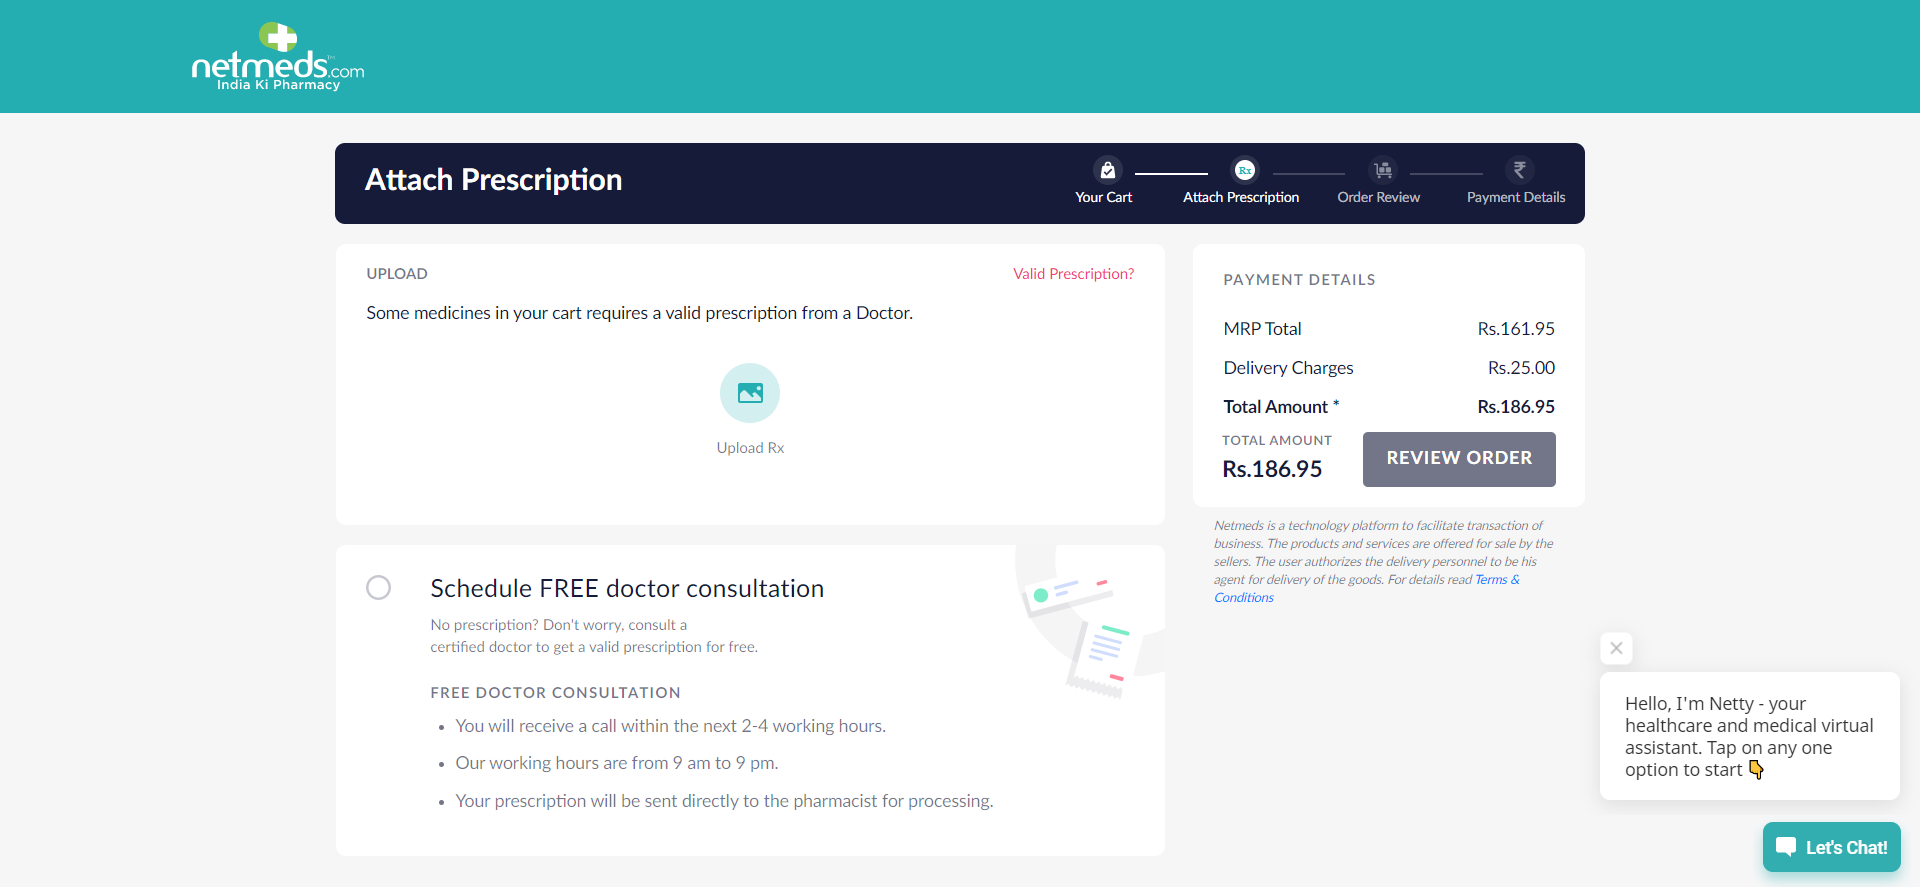 netmeds.com
India Ki Pharmacy
Attach Prescription
Your Cart
Rx
Attach Prescription
Order Review
₹
Payment Details
UPLOAD
Valid Prescription?
Some medicines in your cart requires a valid prescription from a Doctor.
Upload Rx
Schedule FREE doctor consultation
No prescription? Don't worry, consult a
certified doctor to get a valid prescription for free.
FREE DOCTOR CONSULTATION
• You will receive a call within the next 2-4 working hours.
• Our working hours are from 9 am to 9 pm.
• Your prescription will be sent directly to the pharmacist for processing.
PAYMENT DETAILS
MRP Total Rs.161.95
Delivery Charges Rs.25.00
Total Amount * Rs.186.95
TOTAL AMOUNT
Rs.186.95
REVIEW ORDER
Netmeds is a technology platform to facilitate transaction of
business. The products and services are offered for sale by the
sellers. The user authorizes the delivery personnel to be his
agent for delivery of the goods. For details read Terms &
Conditions
Hello, I'm Netty - your
healthcare and medical virtual
assistant. Tap on any one
option to start 👇
Let's Chat!